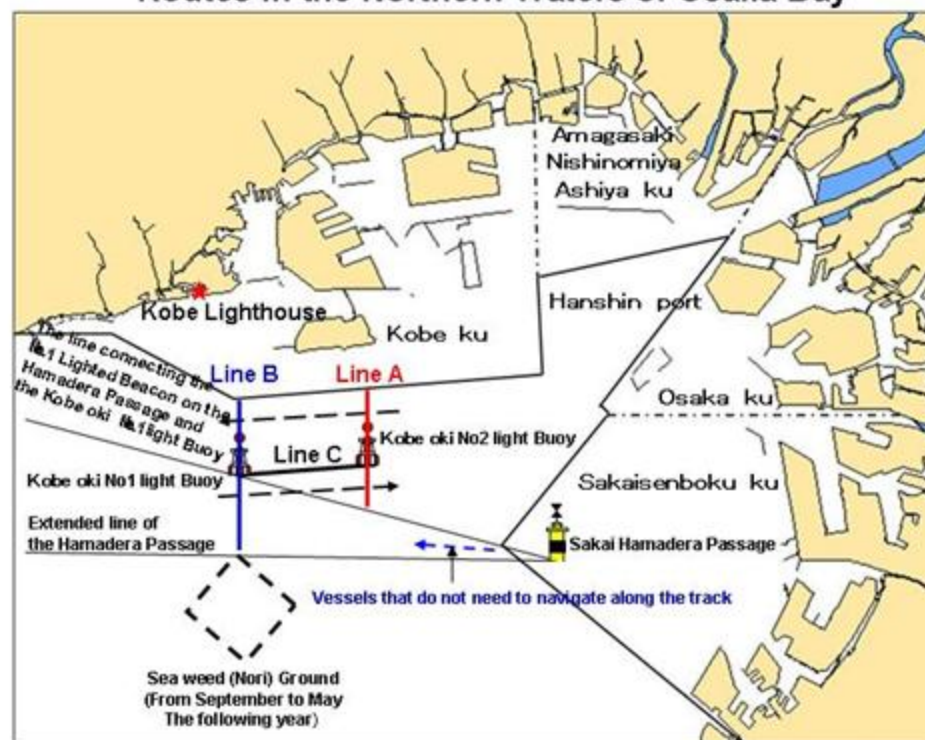 Routes in the Northern Waters of Osaka Bay
Amagasaki
Nishinomiya
Ashiya ku
Kobe Lighthouse
Hanshin port
Kobe ku
The line connecting the
№1 Lighted Beacon on the
Hamadera Passage and
the Kobe oki №1 light Buoy
Line B
Line A
Osaka ku
Kobe oki No2 light Buoy
Line C
Kobe oki No1 light Buoy
Sakaisenboku ku
Extended line of
the Hamadera Passage
Sakai Hamadera Passage
Vessels that do not need to navigate along the track
Sea weed (Nori) Ground
(From September to May
The following year)